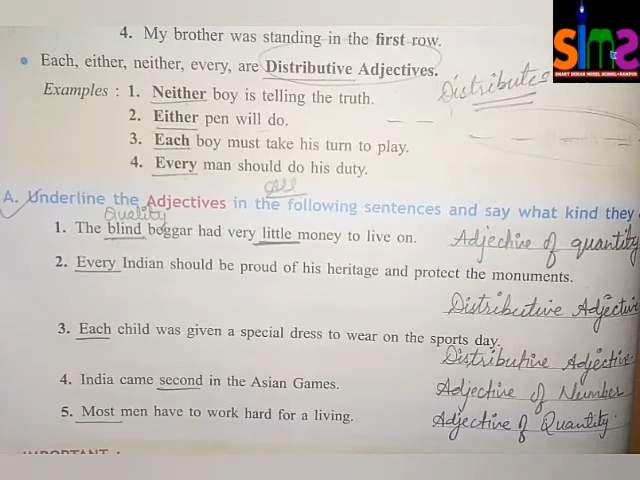 4. My brother was standing in the first row.
SIMS
SMART INDIAN MODEL SCHOOL
• Each, either, neither, every, are Distributive Adjectives.
Distributes
Examples : 1. Neither boy is telling the truth.
2. Either pen will do.
3. Each boy must take his turn to play.
4. Every man should do his duty.
A. Underline the Adjectives in the following sentences and say what kind they
Quality
1. The blind beggar had very little money to live on. Adjective of quantity
2. Every Indian should be proud of his heritage and protect the monuments.
Distributive Adjective
3. Each child was given a special dress to wear on the sports day.
Distributive Adjective.
4. India came second in the Asian Games. Adjective of Number
5. Most men have to work hard for a living. Adjective of Quantity.